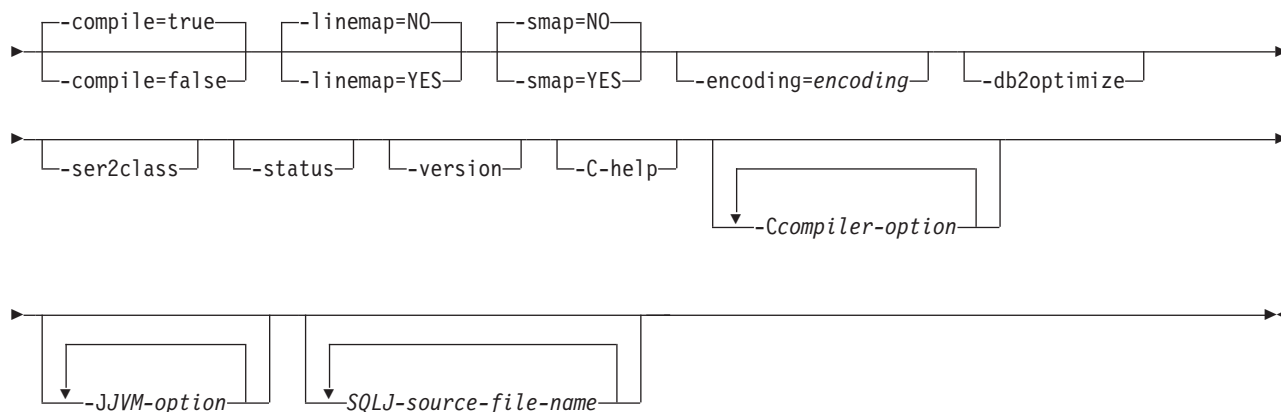 -compile=true -linemap=NO -smap=NO
-compile=false -linemap=YES -smap=YES -encoding=encoding -db2optimize
-ser2class -status -version -C-help
-Ccompiler-option
-JJVM-option SQLJ-source-file-name